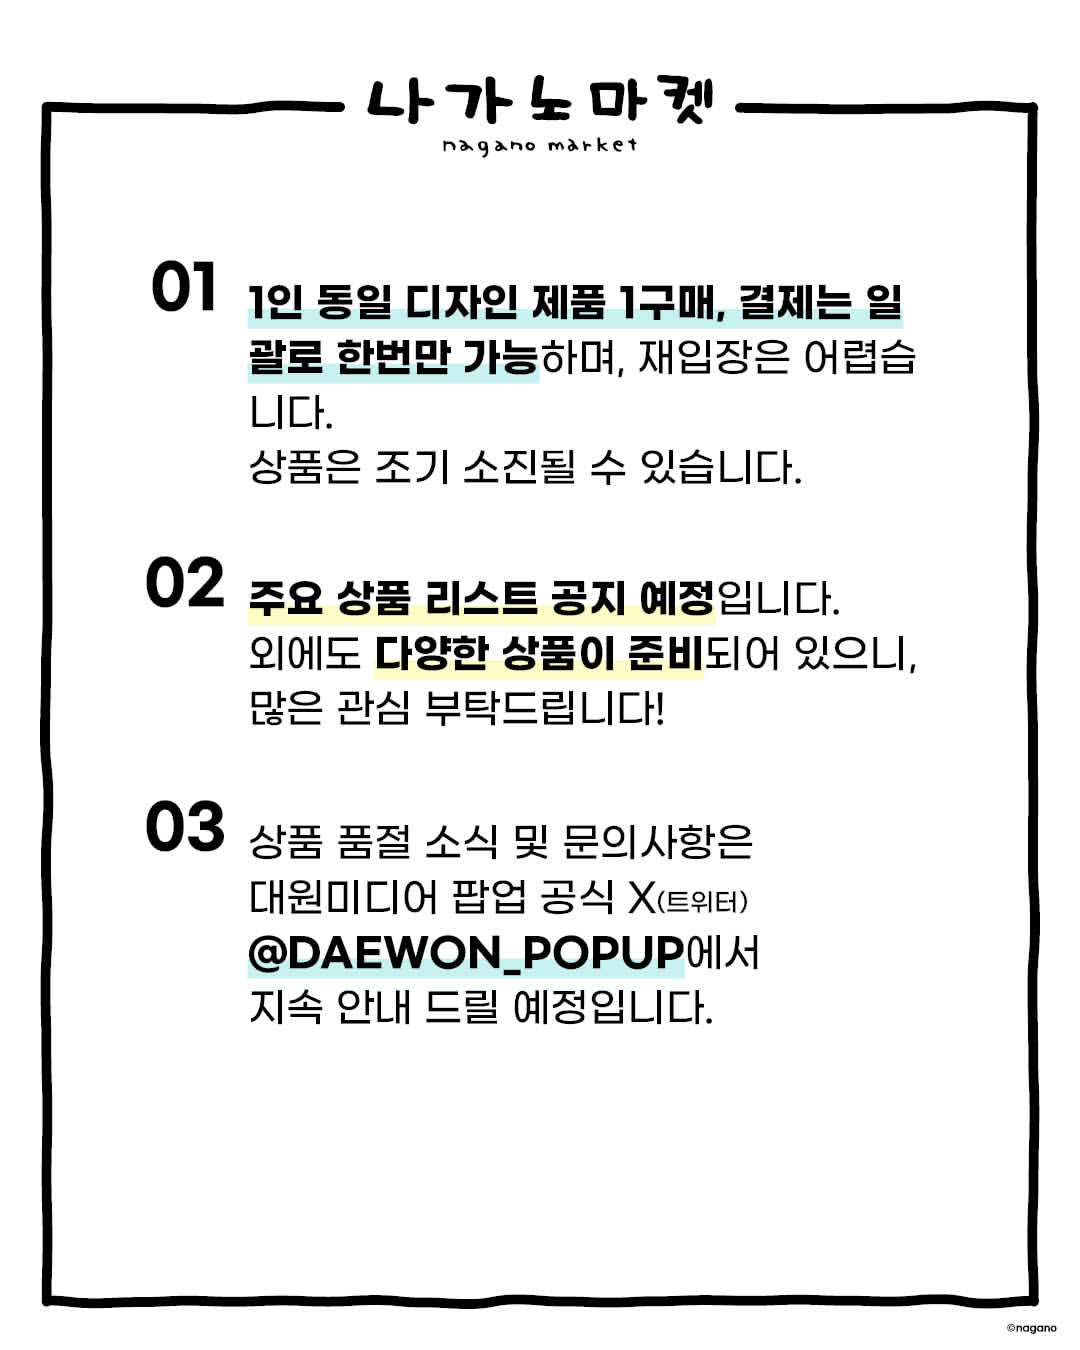 나가노마켓
nagano market
01
1인 동일 디자인 제품 1구매, 결제는 일
괄로 한번만 가능하며, 재입장은 어렵습
니다.
상품은 조기 소진될 수 있습니다.
02
주요 상품 리스트 공지 예정입니다.
외에도 다양한 상품이 준비되어 있으니,
많은 관심 부탁드립니다!
03
상품 품절 소식 및 문의사항은
대원미디어 팝업 공식 X(트위터)
@DAEWON_POPUP에서
지속 안내 드릴 예정입니다.
©nagano